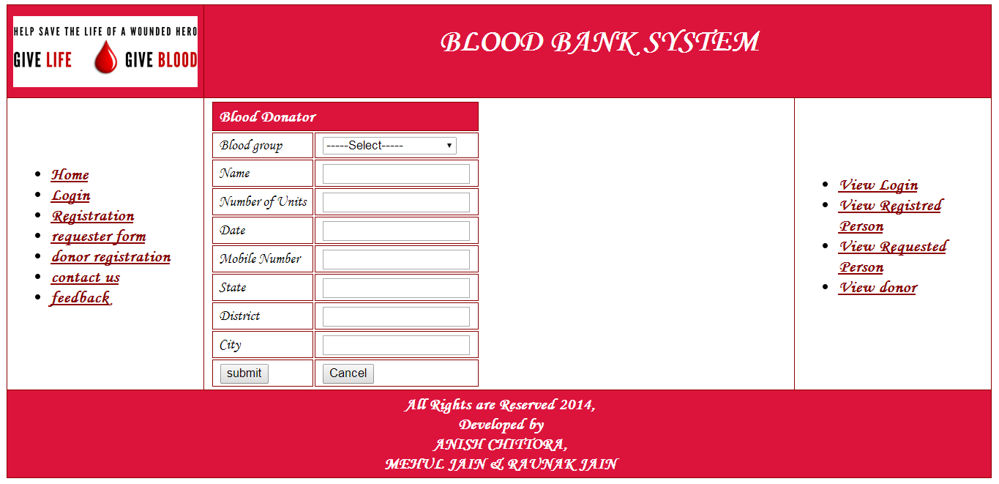 HELP SAVE THE LIFE OF A WOUNDED HERO
GIVE LIFE GIVE BLOOD
BLOOD BANK SYSTEM
Home
Login
Registration
requester form
donor registration
contact us
feedback
Blood Donator
Blood group
-----Select-----
Name
Number of Units
Date
Mobile Number
State
District
City
submit Cancel
View Login
View Registred
Person
View Requested
Person
View donor
All Rights are Reserved 2014,
Developed by
ANISH CHITTORA,
MEHUL JAIN & RAUNAK JAIN